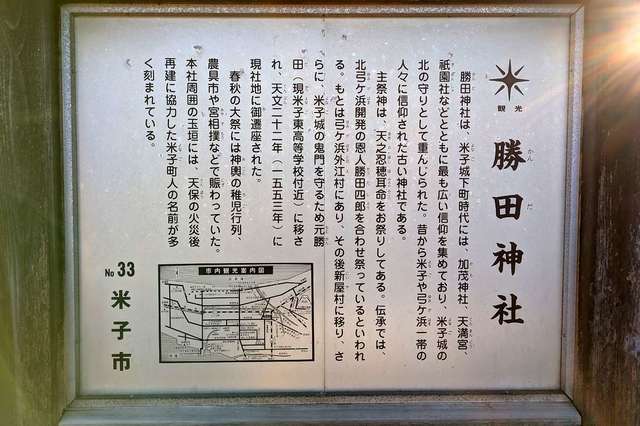 観光
勝田神社
かんだ
勝田神社は、米子城下町時代には、加茂神社、天満宮、
祇園社などとともに最も広い信仰を集めており、米子城の
北の守りとして重んじられた。昔から米子や弓ケ浜一帯の
人々に信仰された古い神社である。
主祭神は、天之忍穂耳命をお祭りしてある。伝承では、
北弓ケ浜開発の恩人勝田四郎を合わせ祭っているといわれ
る。もとは弓ケ浜外江村にあり、その後新屋村に移り、さ
らに、米子城の鬼門を守るため元勝
田（現米子東高等学校付近）に移さ
れ、天文二十二年（一五五三年）に
現社地に御遷座された。
春秋の大祭には神輿の稚児行列、
農具市や宮相撲などで賑わっていた。
本社周囲の玉垣には、天保の火災後
再建に協力した米子町人の名前が多
く刻まれている。
市内観光案内図
No 33
米子市